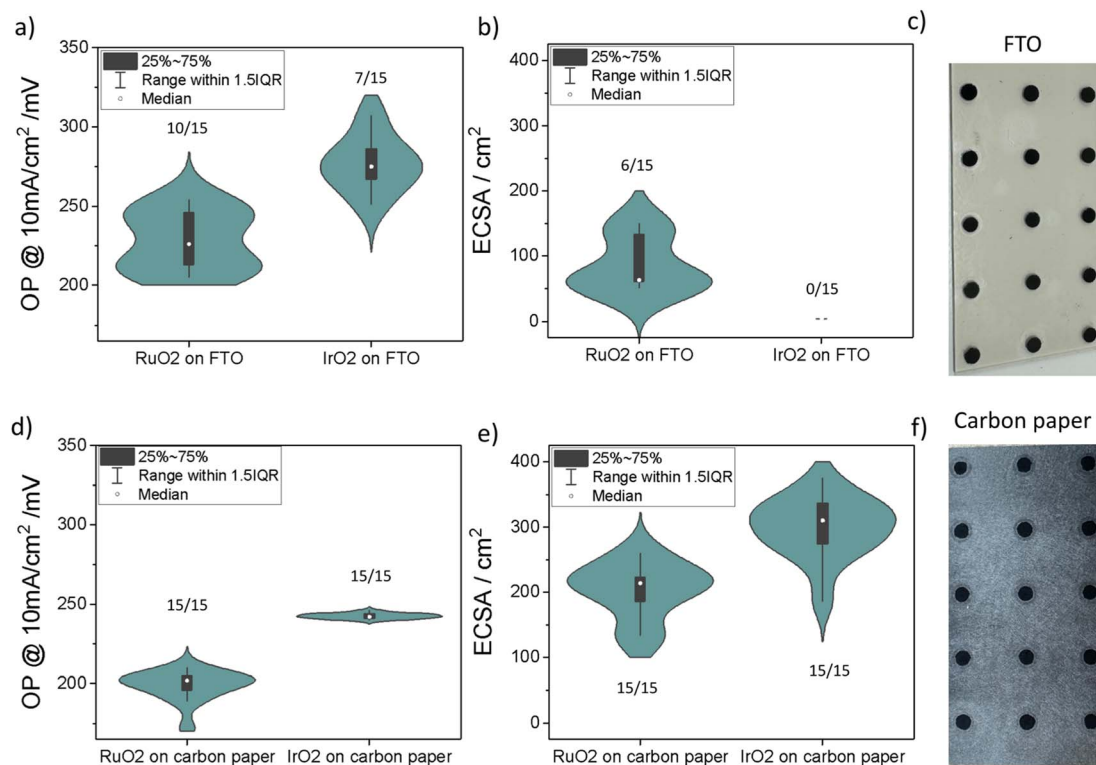 a)
350
300
250
200
OP @ 10mA/cm² /mV
25%~75%
Range within 1.5IQR
Median
10/15
7/15
RuO2 on FTO
IrO2 on FTO
b)
400
300
200
100
0
ECSA / cm²
25%~75%
Range within 1.5IQR
Median
6/15
0/15
RuO2 on FTO
IrO2 on FTO
c)
FTO
d)
350
300
250
200
OP @ 10mA/cm² /mV
25%~75%
Range within 1.5IQR
Median
15/15
15/15
RuO2 on carbon paper
IrO2 on carbon paper
e)
400
300
200
100
0
ECSA / cm²
25%~75%
Range within 1.5IQR
Median
15/15
15/15
RuO2 on carbon paper
IrO2 on carbon paper
f)
Carbon paper